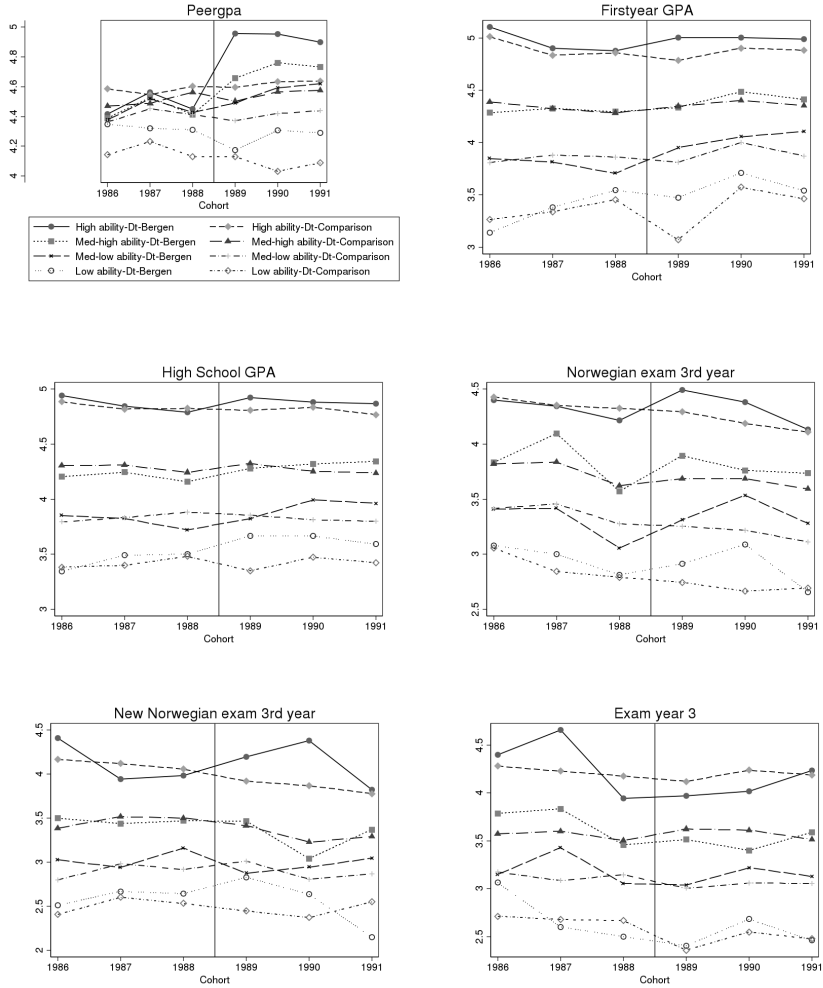 Peergpa
5
4.8
4.6
4.4
4.2
4
1986 1987 1988 1989 1990 1991
Cohort
High ability-Dt-Bergen High ability-Dt-Comparison
Med-high ability-Dt-Bergen Med-high ability-Dt-Comparison
Med-low ability-Dt-Bergen Med-low ability-Dt-Comparison
Low ability-Dt-Bergen Low ability-Dt-Comparison
Firstyear GPA
5
4.5
4
3.5
3
1986 1987 1988 1989 1990 1991
Cohort
High School GPA
5
4.5
4
3.5
3
1986 1987 1988 1989 1990 1991
Cohort
Norwegian exam 3rd year
4.5
4
3.5
3
2.5
1986 1987 1988 1989 1990 1991
Cohort
New Norwegian exam 3rd year
4.5
4
3.5
3
2.5
2
1986 1987 1988 1989 1990 1991
Cohort
Exam year 3
4.5
4
3.5
3
2.5
1986 1987 1988 1989 1990 1991
Cohort